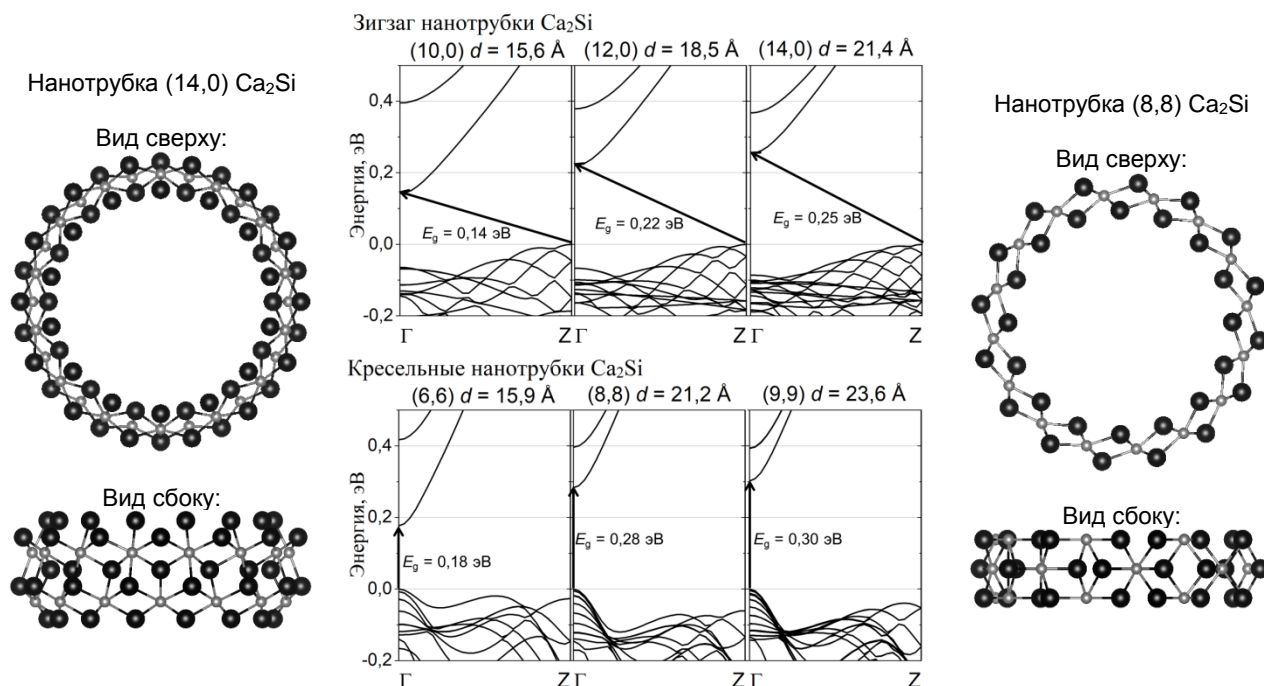 Нанотрубка (14,0) Ca₂Si
Вид сверху:
Вид сбоку:
Зигзаг нанотрубки Ca₂Si
(10,0) d = 15,6 Å (12,0) d = 18,5 Å (14,0) d = 21,4 Å
Энергия, эВ
0,4
0,2
0,0
-0,2
E_g = 0,14 эВ
E_g = 0,22 эВ
E_g = 0,25 эВ
Γ Z Z Z
Кресельные нанотрубки Ca₂Si
(6,6) d = 15,9 Å (8,8) d = 21,2 Å (9,9) d = 23,6 Å
Энергия, эВ
0,4
0,2
0,0
-0,2
E_g = 0,18 эВ
E_g = 0,28 эВ
E_g = 0,30 эВ
Γ Z Z Z
Нанотрубка (8,8) Ca₂Si
Вид сверху:
Вид сбоку: